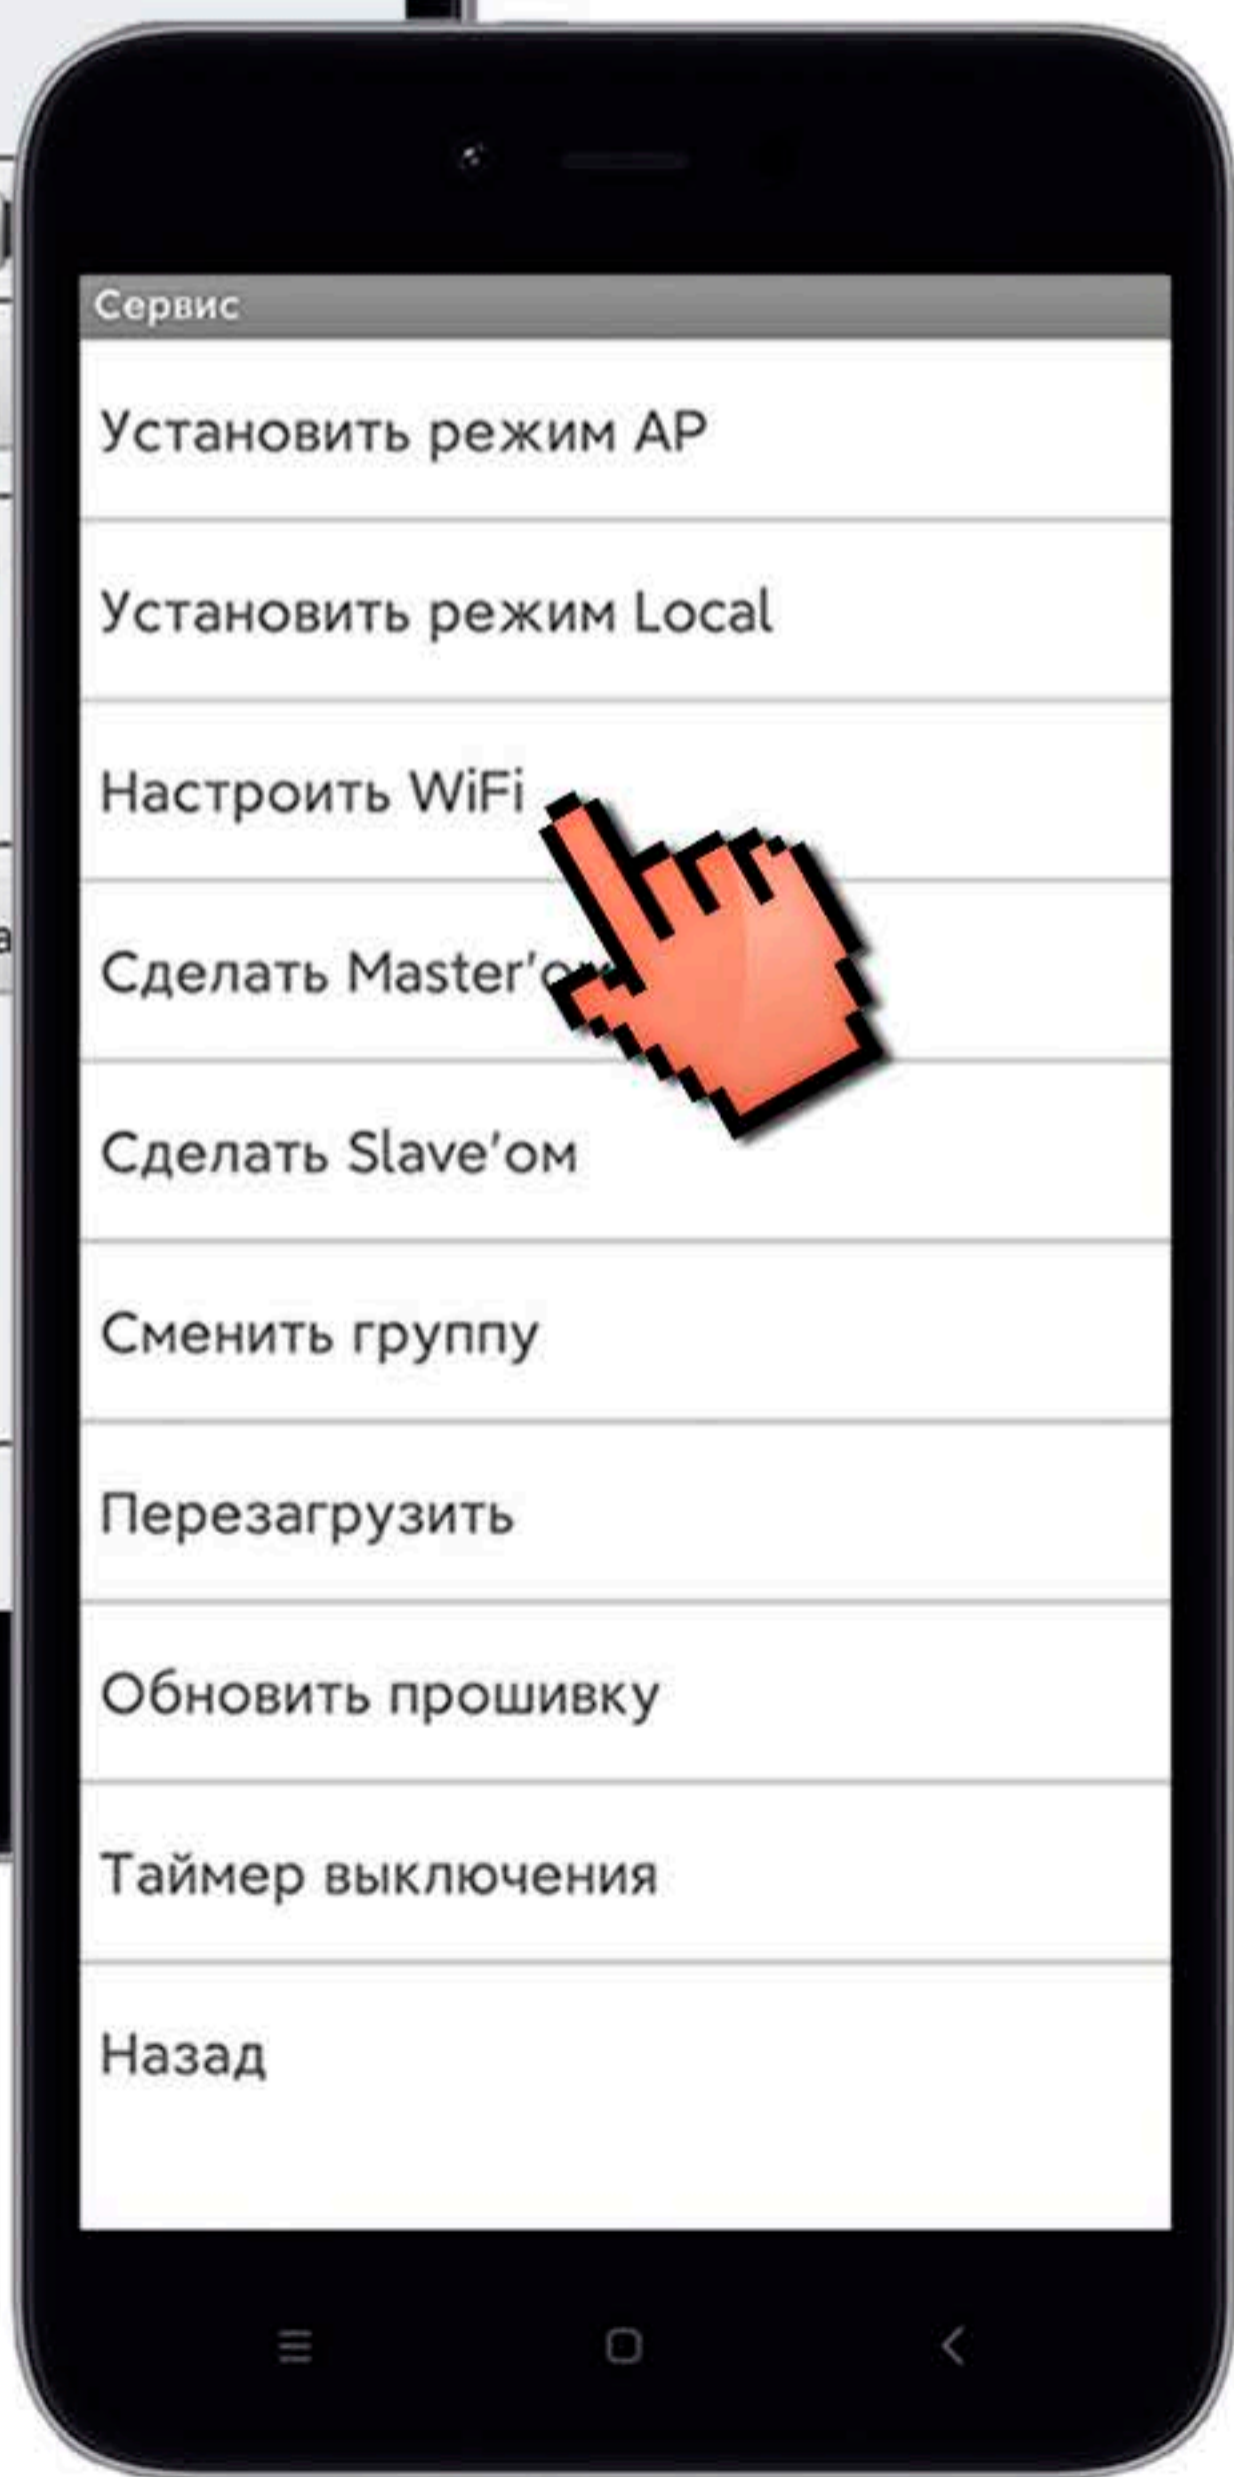 Сервис
Установить режим AP
Установить режим Local
Настроить WiFi
Сделать Master’о
Сделать Slave’ом
Сменить группу
Перезагрузить
Обновить прошивку
Таймер выключения
Назад